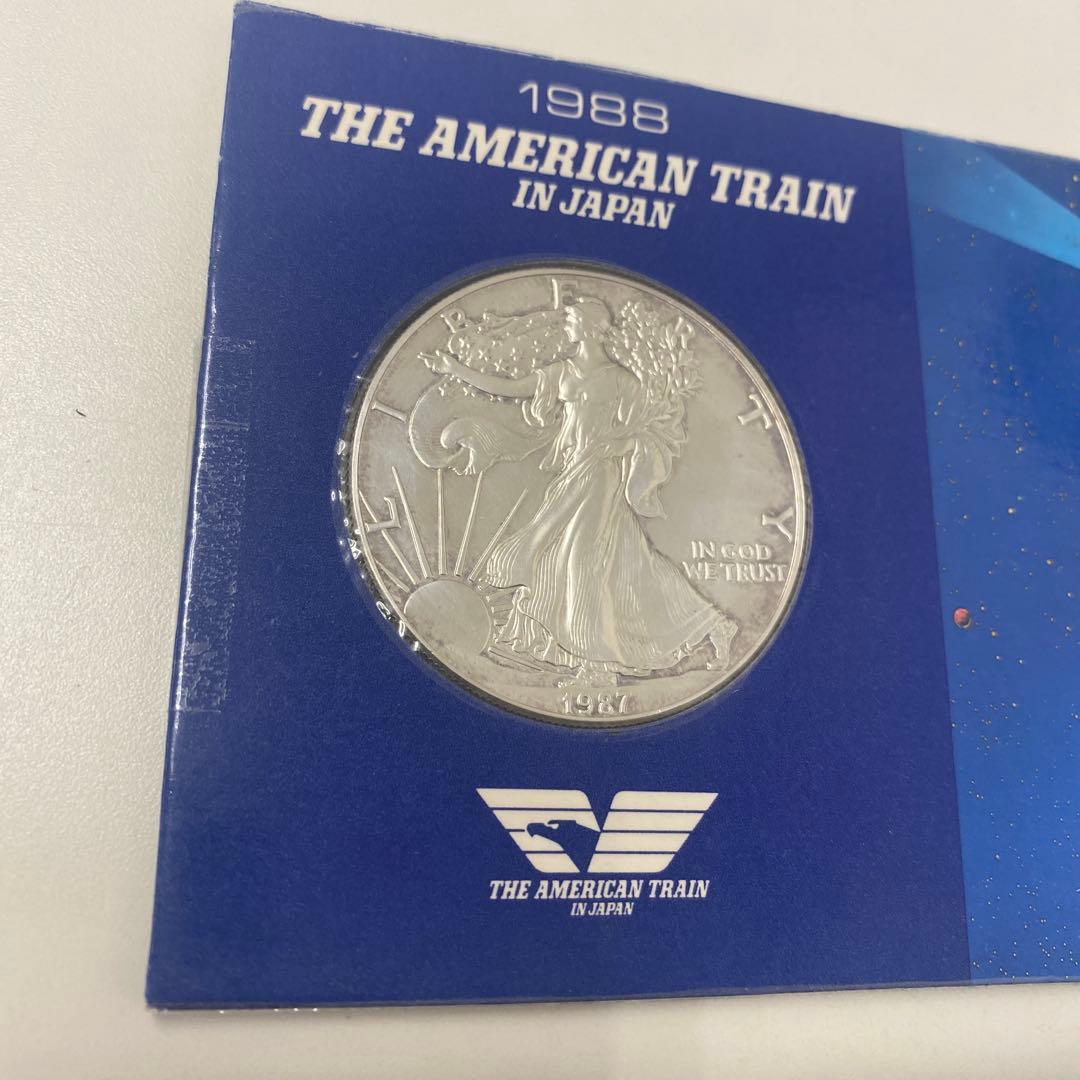 1988
THE AMERICAN TRAIN
IN JAPAN
LIBERTY
IN GOD
WE TRUST
1987
THE AMERICAN TRAIN
IN JAPAN